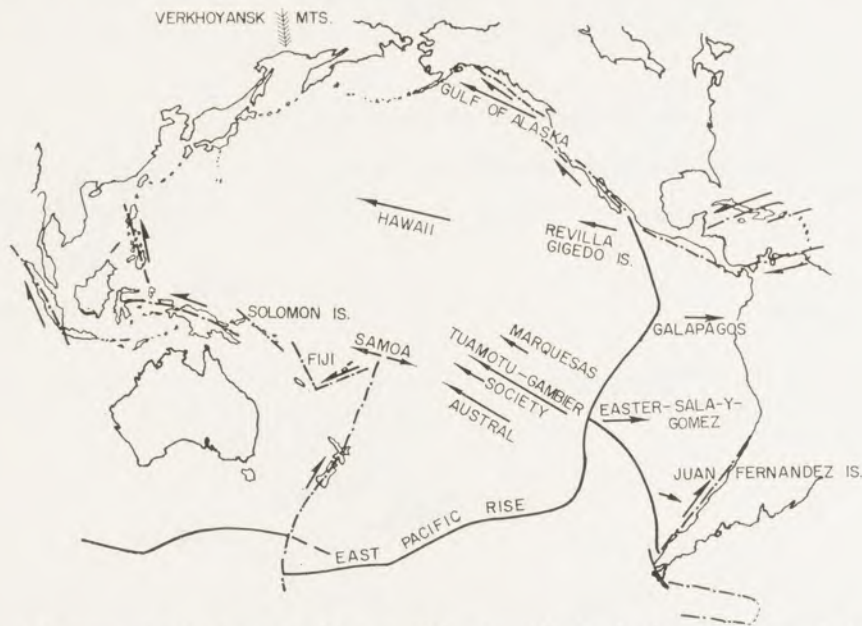 VERKHOYANSK MTS.
GULF OF ALASKA
HAWAII
REVILLA
GIGEDO IS.
SOLOMON IS.
GALAPAGOS
FIJI
SAMOA
MARQUESAS
TUAMOTU-GAMBIER
SOCIETY
AUSTRAL
EASTER-SALA-Y-
GOMEZ
JUAN FERNANDEZ IS.
EAST PACIFIC RISE